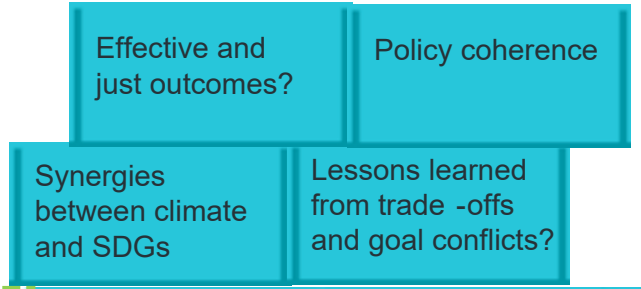 Effective and
just outcomes?
Policy coherence
Synergies
between climate
and SDGs
Lessons learned
from trade -offs
and goal conflicts?